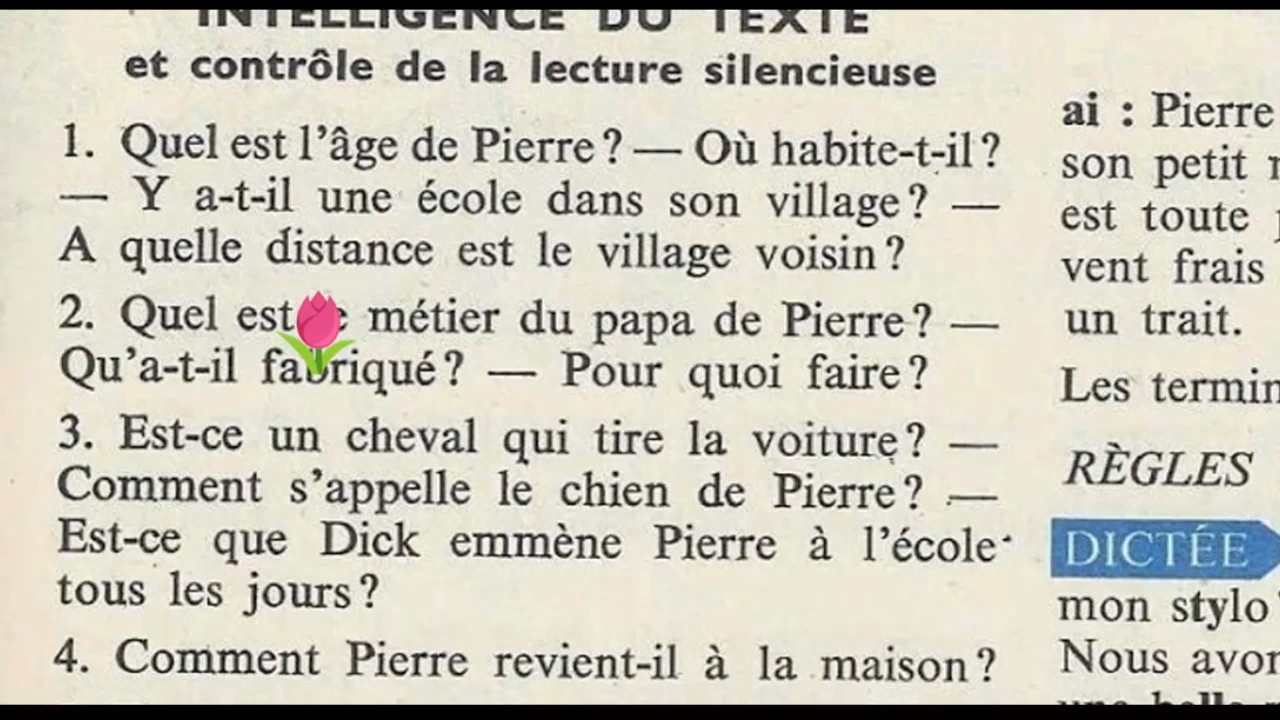 INTELLIGENCE DU TEXTE
et contrôle de la lecture silencieuse
1. Quel est l'âge de Pierre ? — Où habite-t-il ?
— Y a-t-il une école dans son village ? —
A quelle distance est le village voisin ?
2. Quel est métier du papa de Pierre ? —
Qu'a-t-il fabriqué ? — Pour quoi faire ?
3. Est-ce un cheval qui tire la voiture ? —
Comment s'appelle le chien de Pierre ? —
Est-ce que Dick emmène Pierre à l'école
tous les jours ?
4. Comment Pierre revient-il à la maison ?
ai : Pierre
son petit
est toute
vent frais
un trait.
Les termin
RÈGLES
DICTÉE
mon stylo
Nous avon